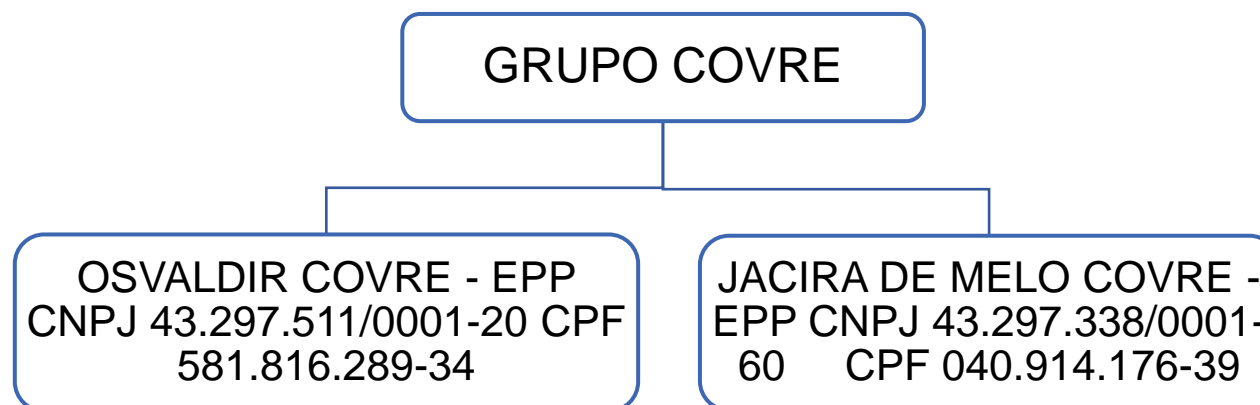 GRUPO COVRE
OSVALDIR COVRE - EPP
CNPJ 43.297.511/0001-20 CPF
581.816.289-34
JACIRA DE MELO COVRE -
EPP CNPJ 43.297.338/0001-
60 CPF 040.914.176-39